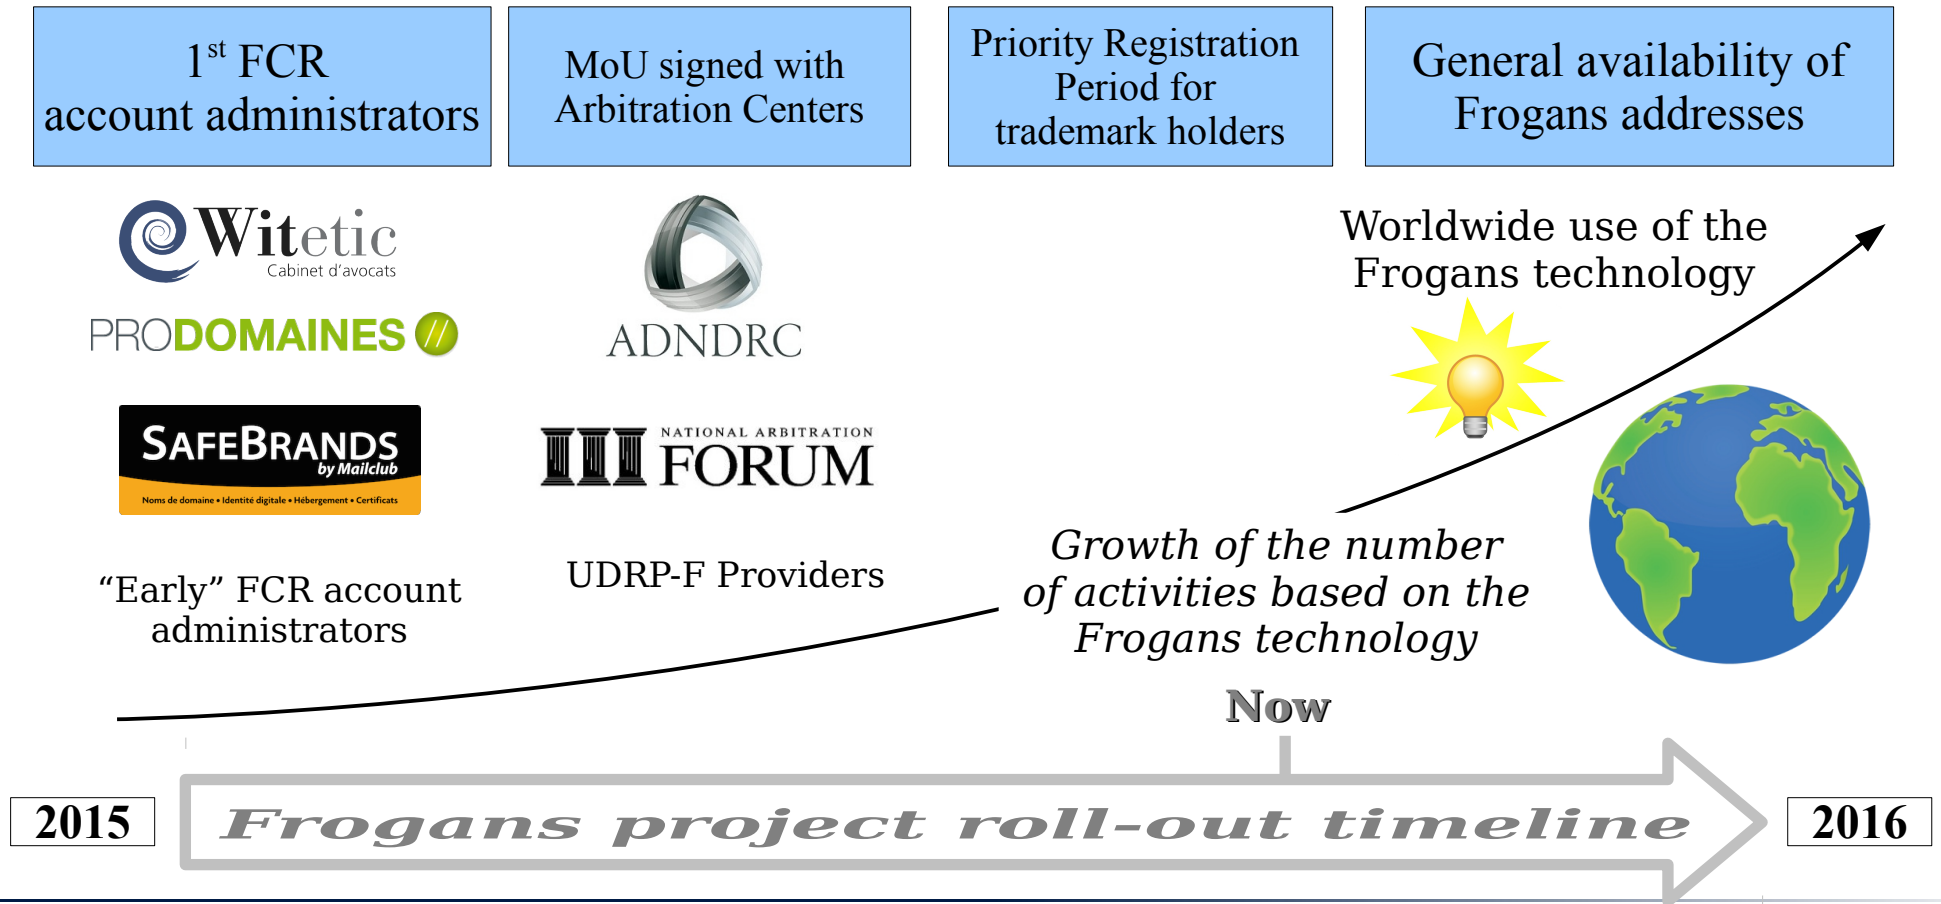 1st FCR
account administrators
MoU signed with
Arbitration Centers
Priority Registration
Period for
trademark holders
General availability of
Frogans addresses
Witetic
Cabinet d'avocats
PRODOMAINES //
SAFEBRANDS
by Mailclub
Noms de domaine • Identité digitale • Hébergement • Certificats
“Early” FCR account
administrators
ADNDRC
NATIONAL ARBITRATION
FORUM
UDRP-F Providers
Worldwide use of the
Frogans technology
Growth of the number
of activities based on the
Frogans technology
Now
2015
Frogans project roll-out timeline
2016